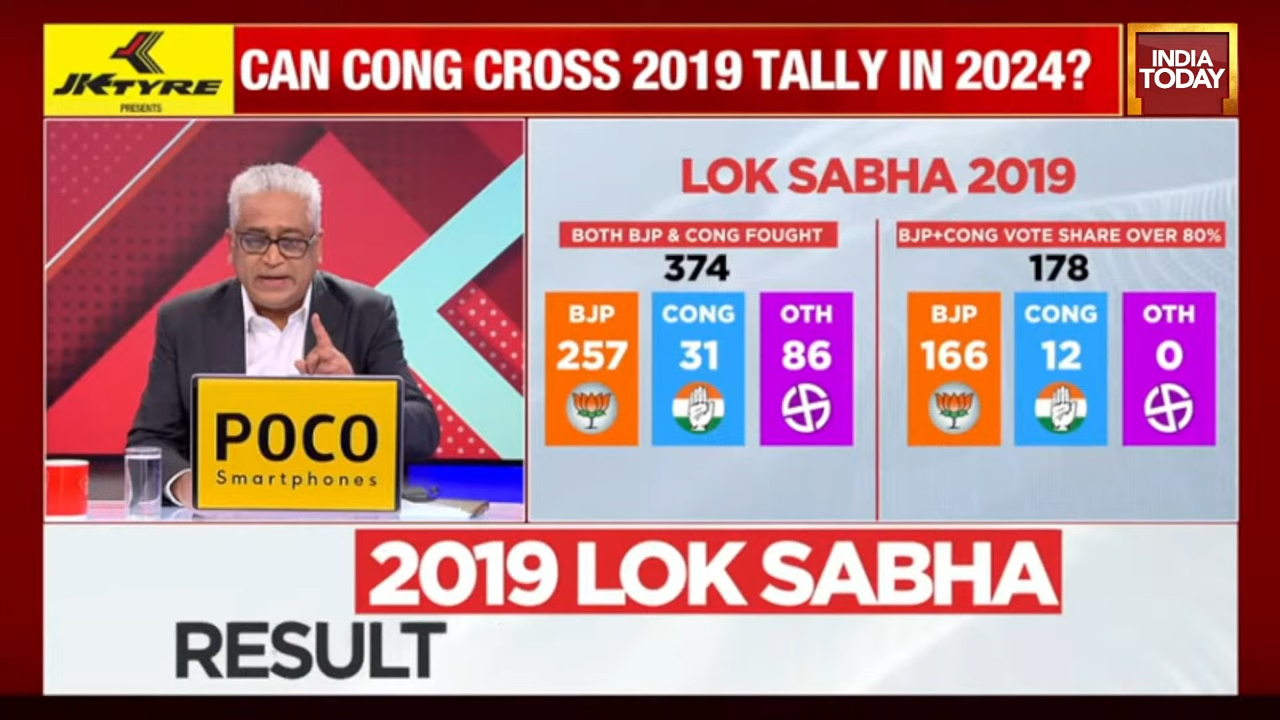 JK TYRE
PRESENTS
CAN CONG CROSS 2019 TALLY IN 2024?
INDIA
TODAY
POCO
Smartphones
LOK SABHA 2019
BOTH BJP & CONG FOUGHT
374
BJP
257
CONG
31
OTH
86
BJP+CONG VOTE SHARE OVER 80%
178
BJP
166
CONG
12
OTH
0
2019 LOK SABHA
RESULT